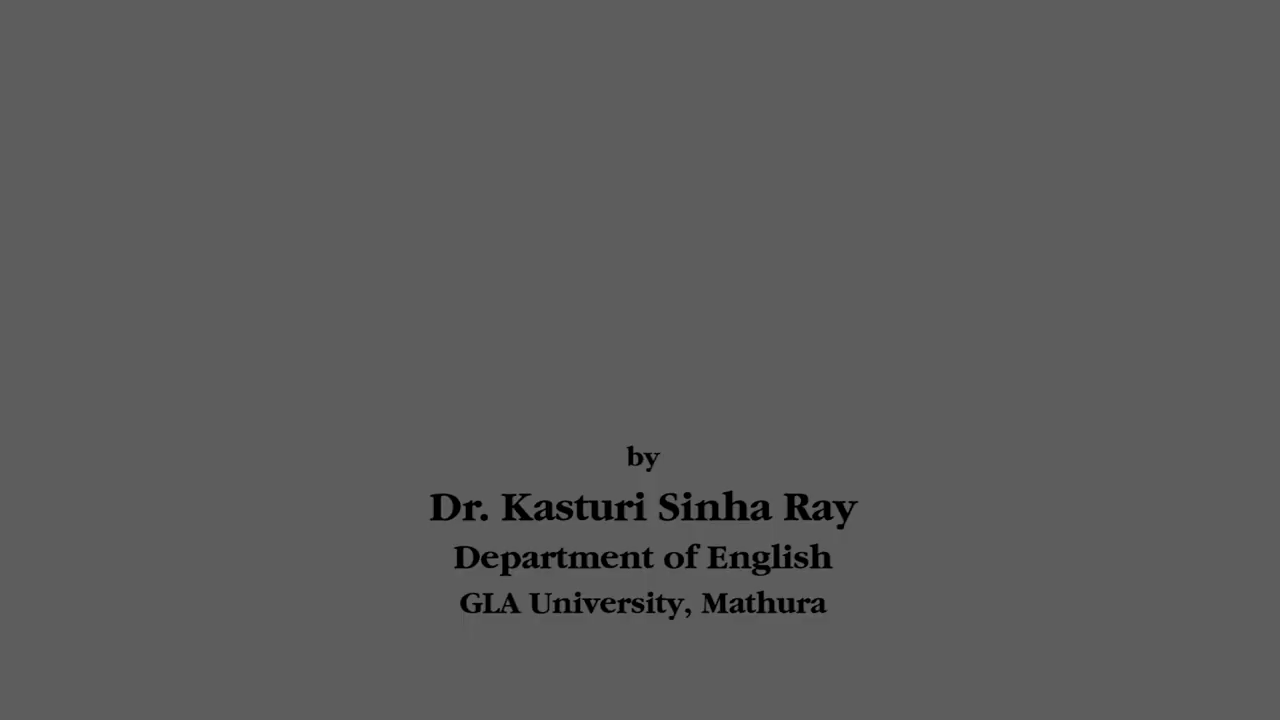 by
Dr. Kasturi Sinha Ray
Department of English
GLA University, Mathura